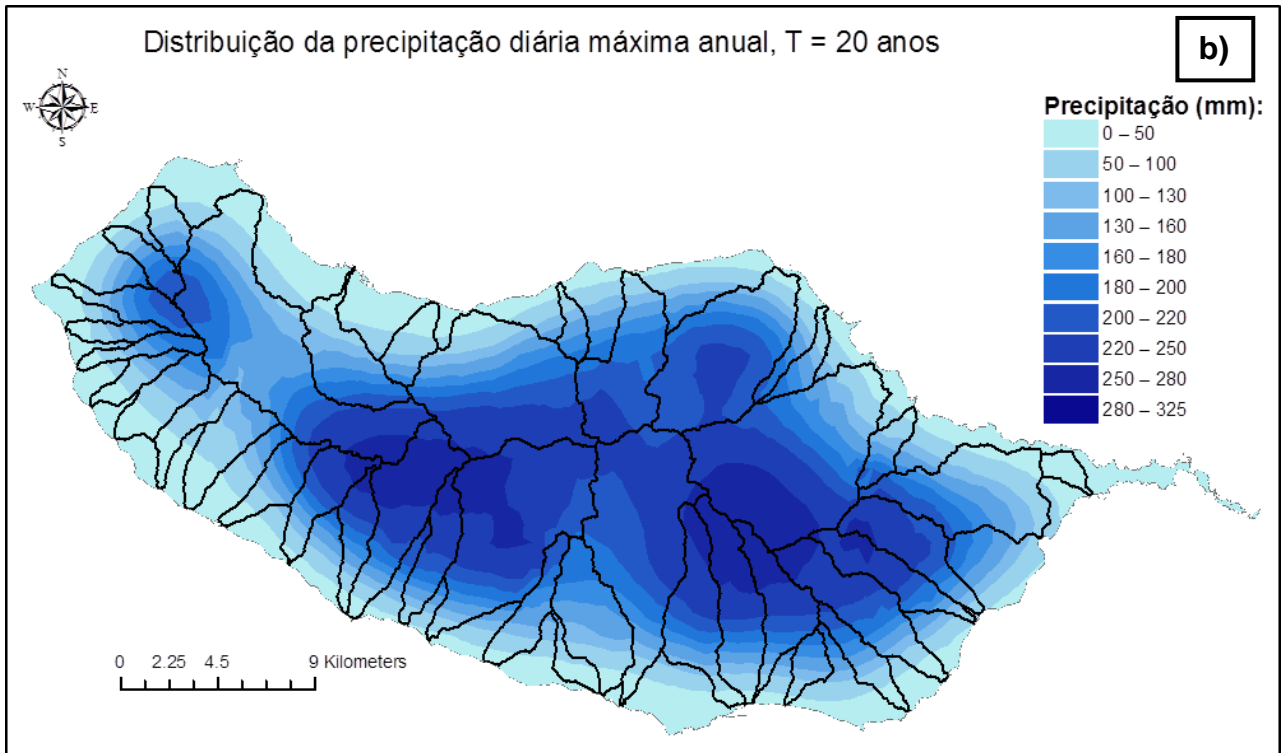 Distribuição da precipitação diária máxima anual, T = 20 anos
b)
N
W
E
S
Precipitação (mm):
0 – 50
50 – 100
100 – 130
130 – 160
160 – 180
180 – 200
200 – 220
220 – 250
250 – 280
280 – 325
0 2.25 4.5 9 Kilometers